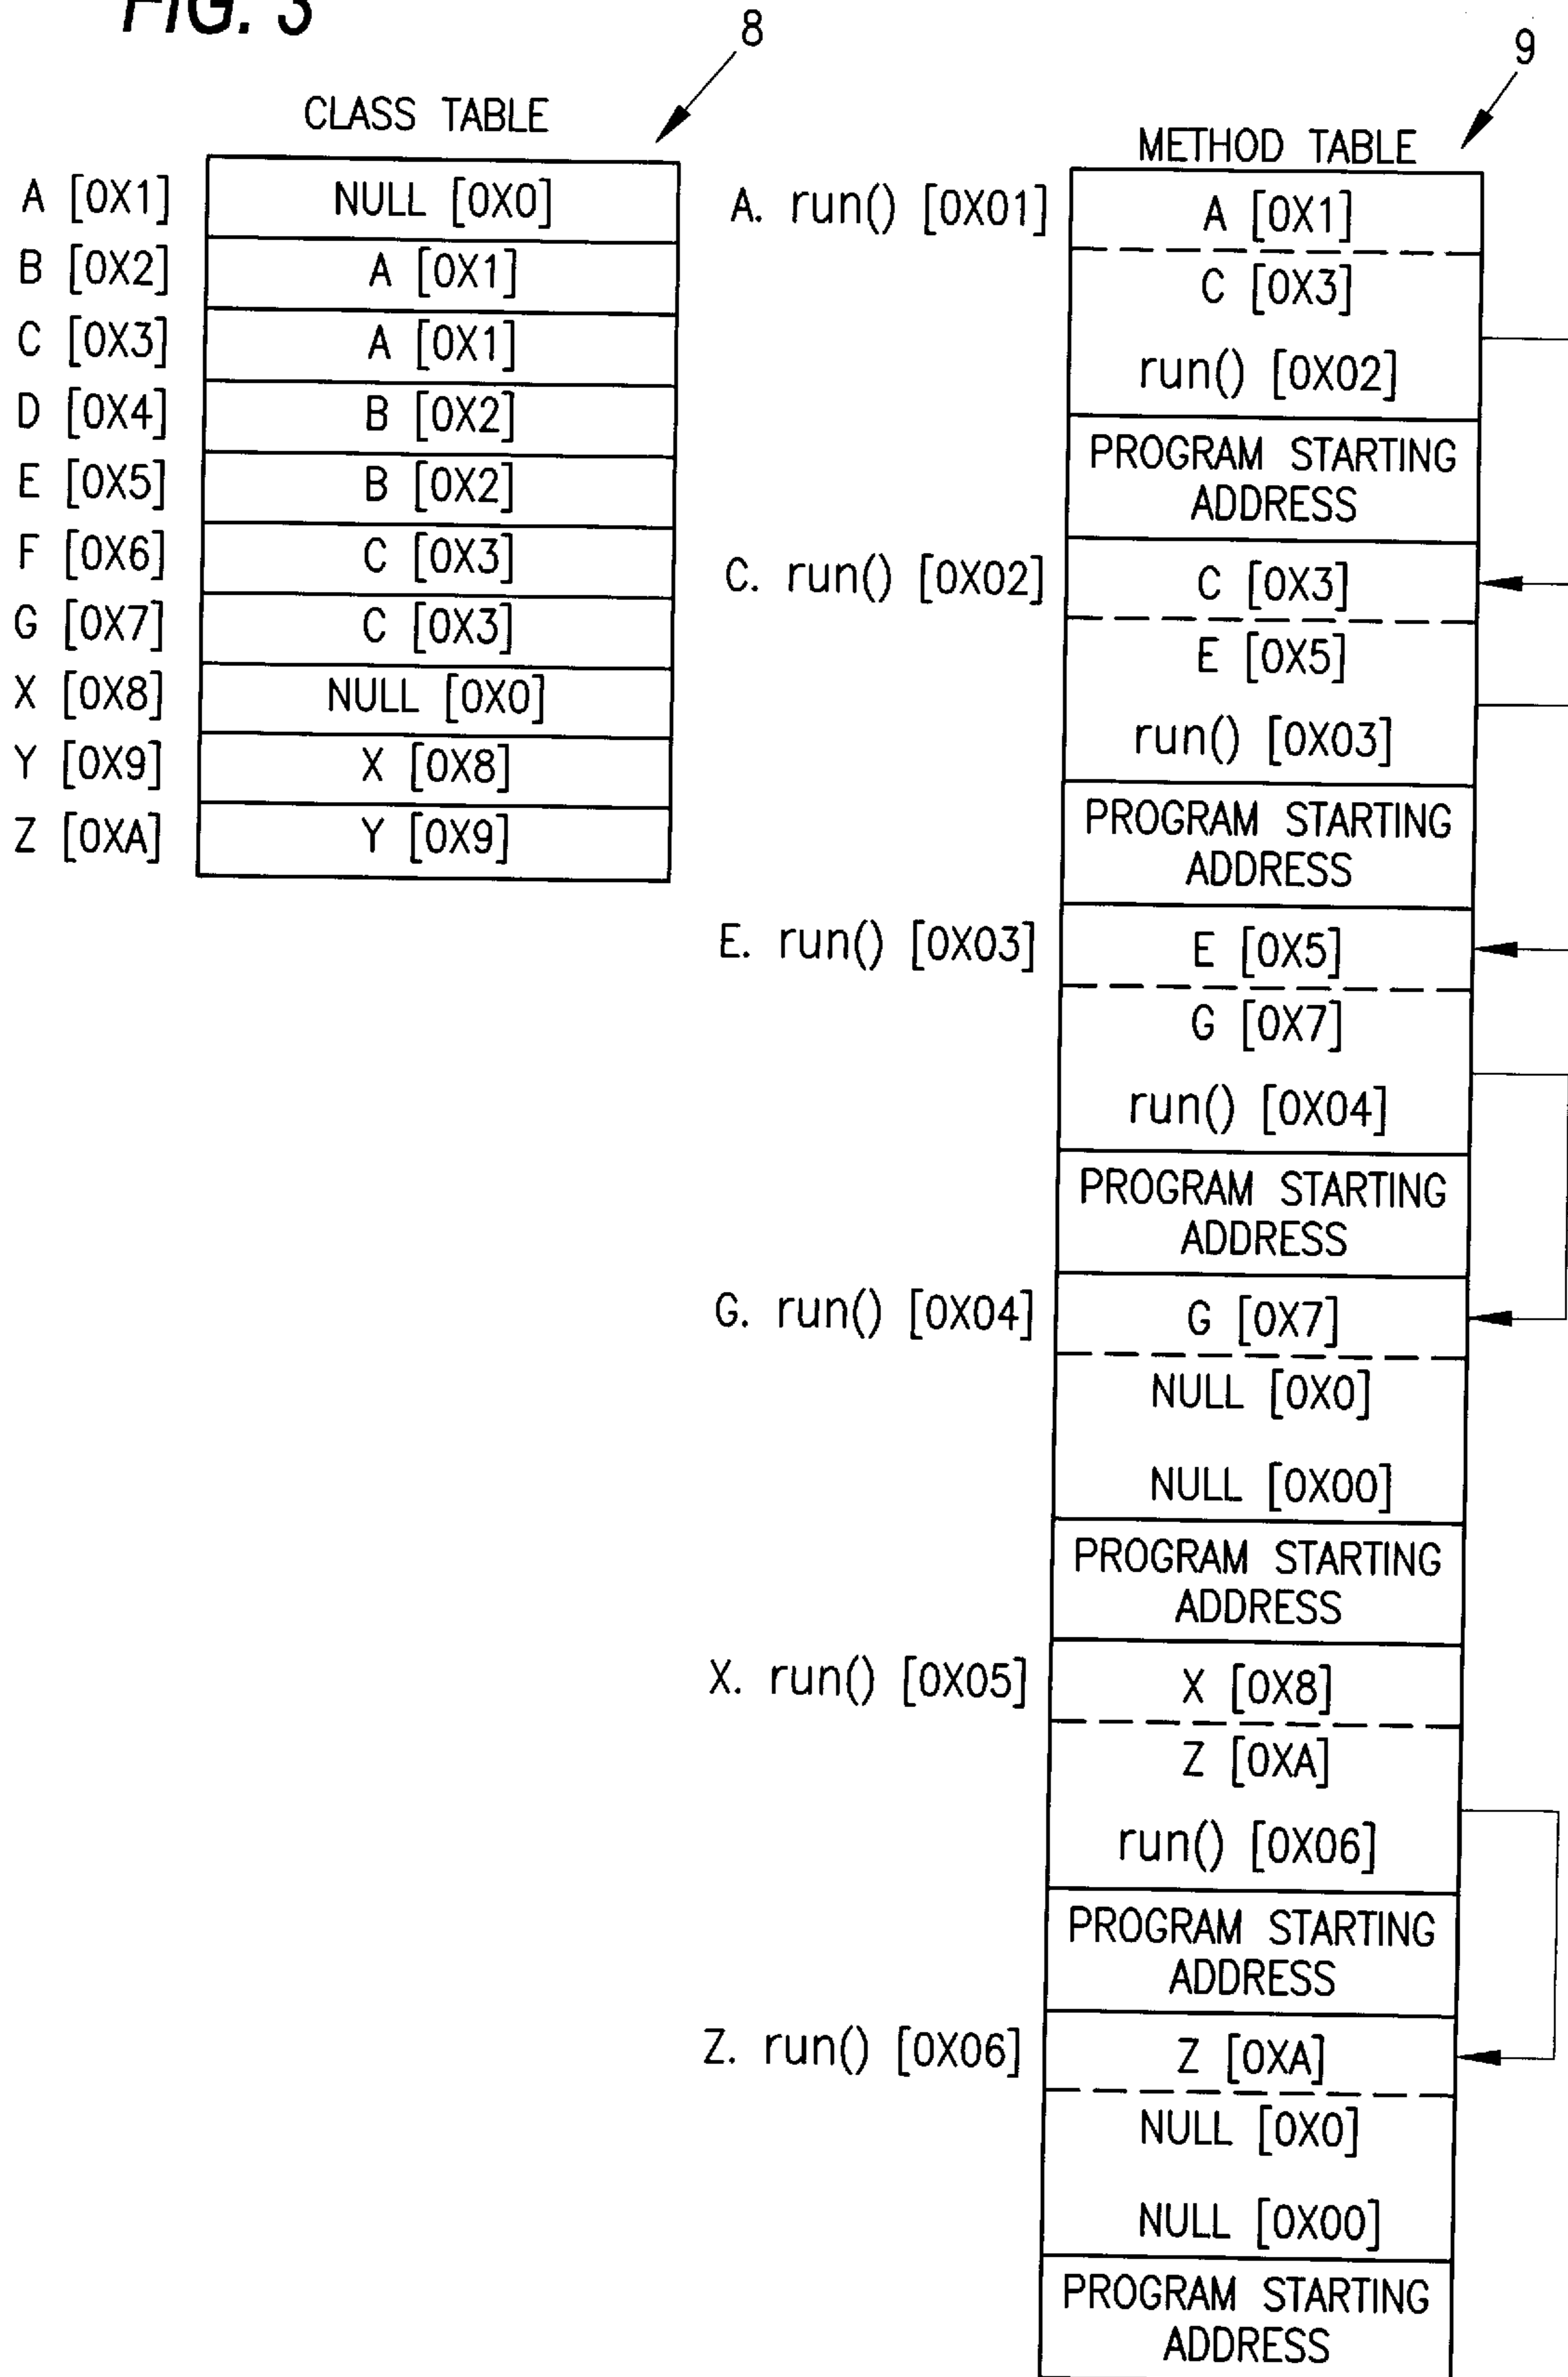 FIG. 3
8
CLASS TABLE
A [0X1] NULL [0X0]
B [0X2] A [0X1]
C [0X3] A [0X1]
D [0X4] B [0X2]
E [0X5] B [0X2]
F [0X6] C [0X3]
G [0X7] C [0X3]
X [0X8] NULL [0X0]
Y [0X9] X [0X8]
Z [0XA] Y [0X9]
9
METHOD TABLE
A. run() [0X01] A [0X1]
C [0X3]
run() [0X02]
PROGRAM STARTING
ADDRESS
C. run() [0X02] C [0X3]
E [0X5]
run() [0X03]
PROGRAM STARTING
ADDRESS
E. run() [0X03] E [0X5]
G [0X7]
run() [0X04]
PROGRAM STARTING
ADDRESS
G. run() [0X04] G [0X7]
NULL [0X0]
NULL [0X00]
PROGRAM STARTING
ADDRESS
X. run() [0X05] X [0X8]
Z [0XA]
run() [0X06]
PROGRAM STARTING
ADDRESS
Z. run() [0X06] Z [0XA]
NULL [0X0]
NULL [0X00]
PROGRAM STARTING
ADDRESS